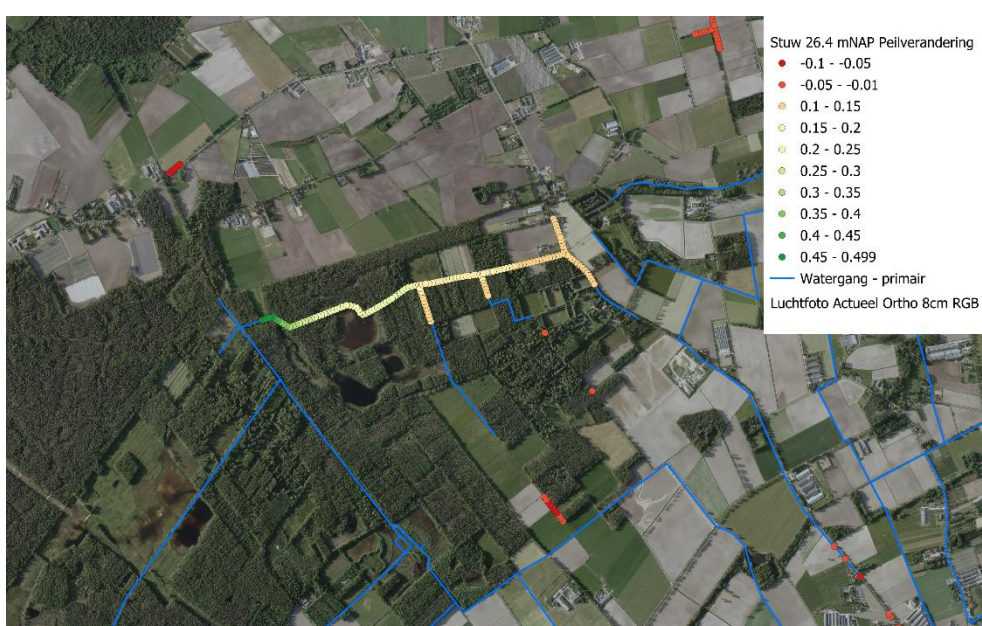 Stuw 26.4 mNAP Peilverandering
-0.1 - -0.05
-0.05 - -0.01
0.1 - 0.15
0.15 - 0.2
0.2 - 0.25
0.25 - 0.3
0.3 - 0.35
0.35 - 0.4
0.4 - 0.45
0.45 - 0.499
Watergang - primair
Luchtfoto Actueel Ortho 8cm RGB